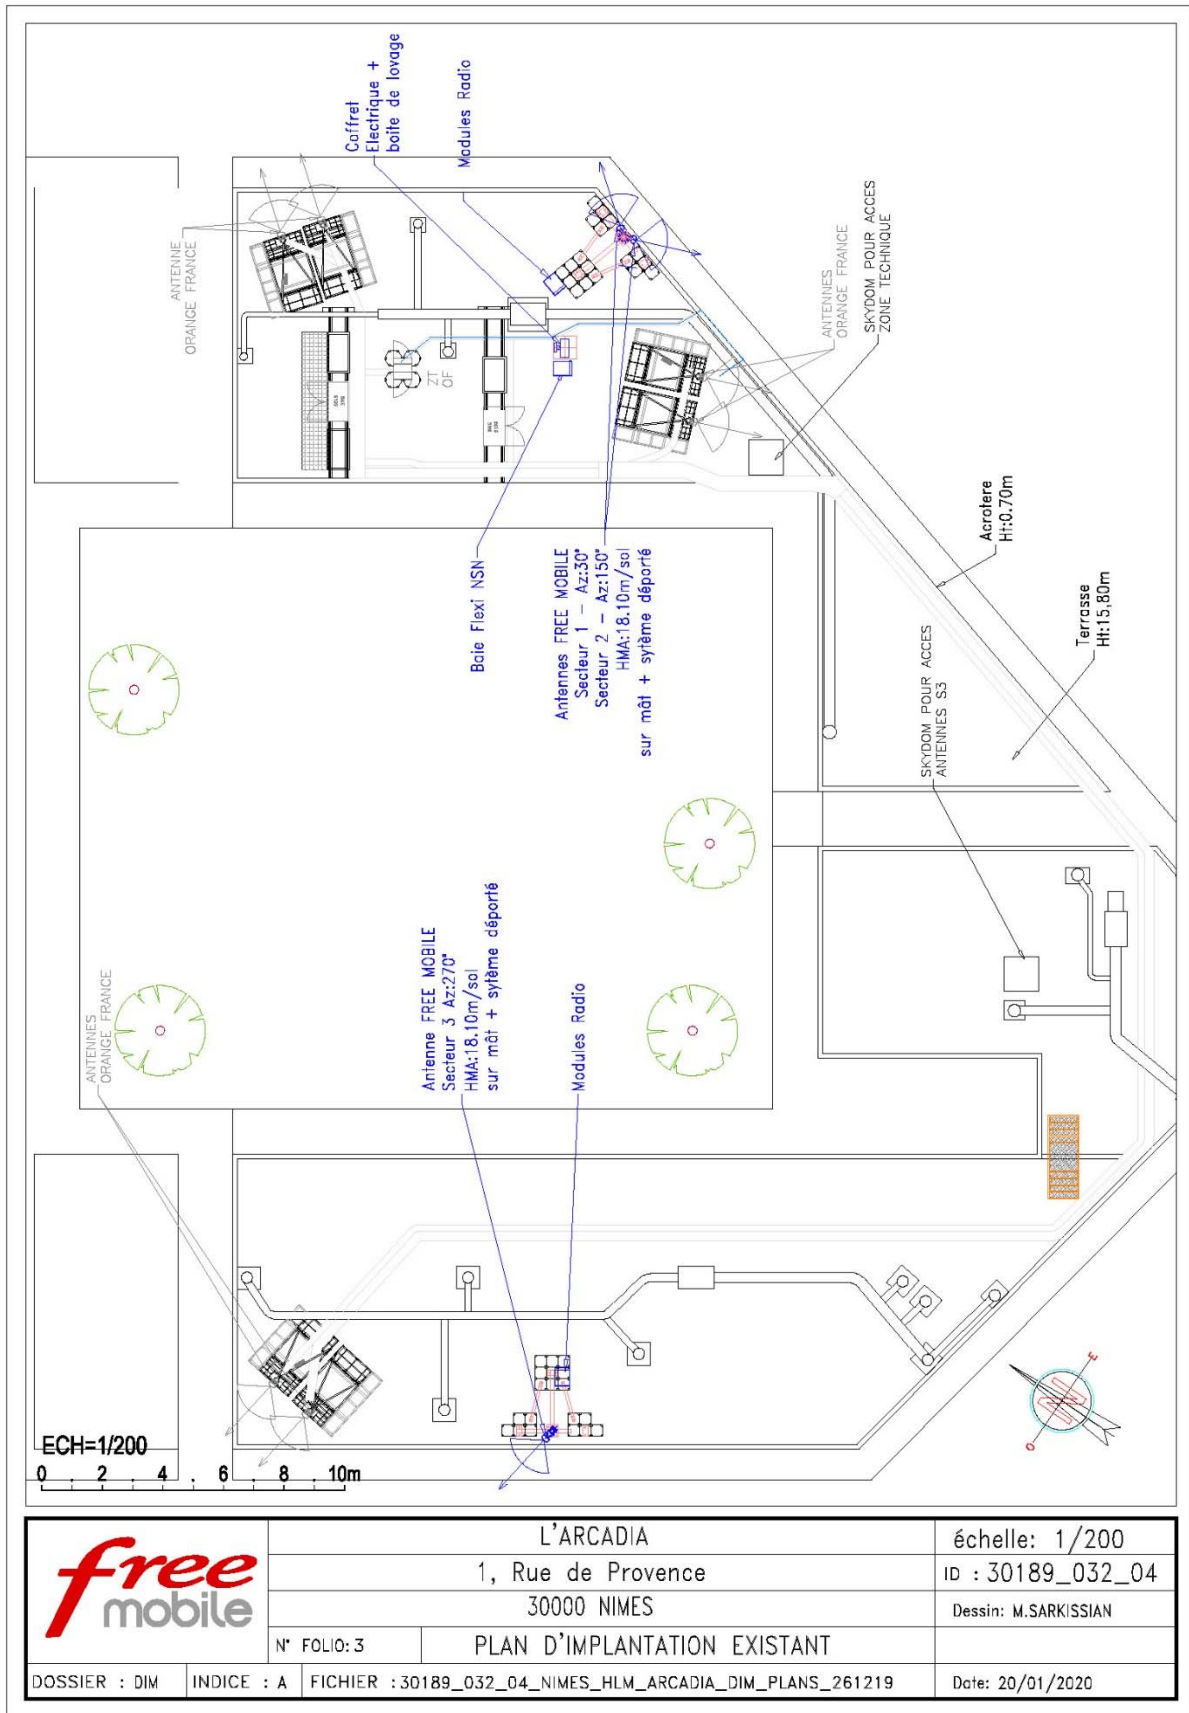 Coffret
Electrique +
boite de lovage
Modules Radio
ANTENNE
ORANGE FRANCE
ANTENNES
ORANGE FRANCE
SKYDOM POUR ACCES
ZONE TECHNIQUE
ZT
OF
Baie Flexi NSN
Antennes FREE MOBILE
Secteur 1 - Az:30°
Secteur 2 - Az:150°
HMA:18.10m/sol
sur mât + sytème déporté
Acrotere
Ht:0.70m
Terrasse
Ht:15,80m
SKYDOM POUR ACCES
ANTENNES S3
ANTENNES
ORANGE FRANCE
Antenne FREE MOBILE
Secteur 3 Az:270°
HMA:18.10m/sol
sur mât + sytème déporté
Modules Radio
E
N
O
ECH=1/200
0 2 4 6 8 10m
free
mobile
L'ARCADIA
1, Rue de Provence
30000 NIMES
N° FOLIO: 3
PLAN D'IMPLANTATION EXISTANT
échelle: 1/200
ID : 30189_032_04
Dessin: M.SARKISSIAN
DOSSIER : DIM
INDICE : A
FICHIER :30189_032_04_NIMES_HLM_ARCADIA_DIM_PLANS_261219
Date: 20/01/2020